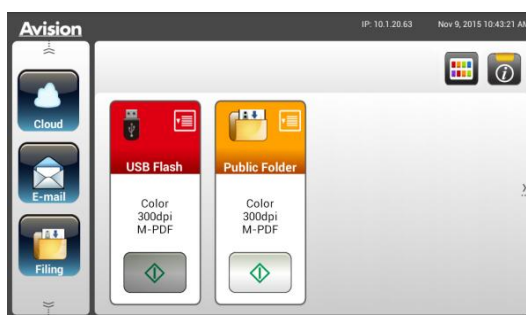 Avision
IP: 10.1.20.63
Nov 9, 2015 10:43:21 AM
Cloud
E-mail
Filing
USB Flash
Color
300dpi
M-PDF
Public Folder
Color
300dpi
M-PDF